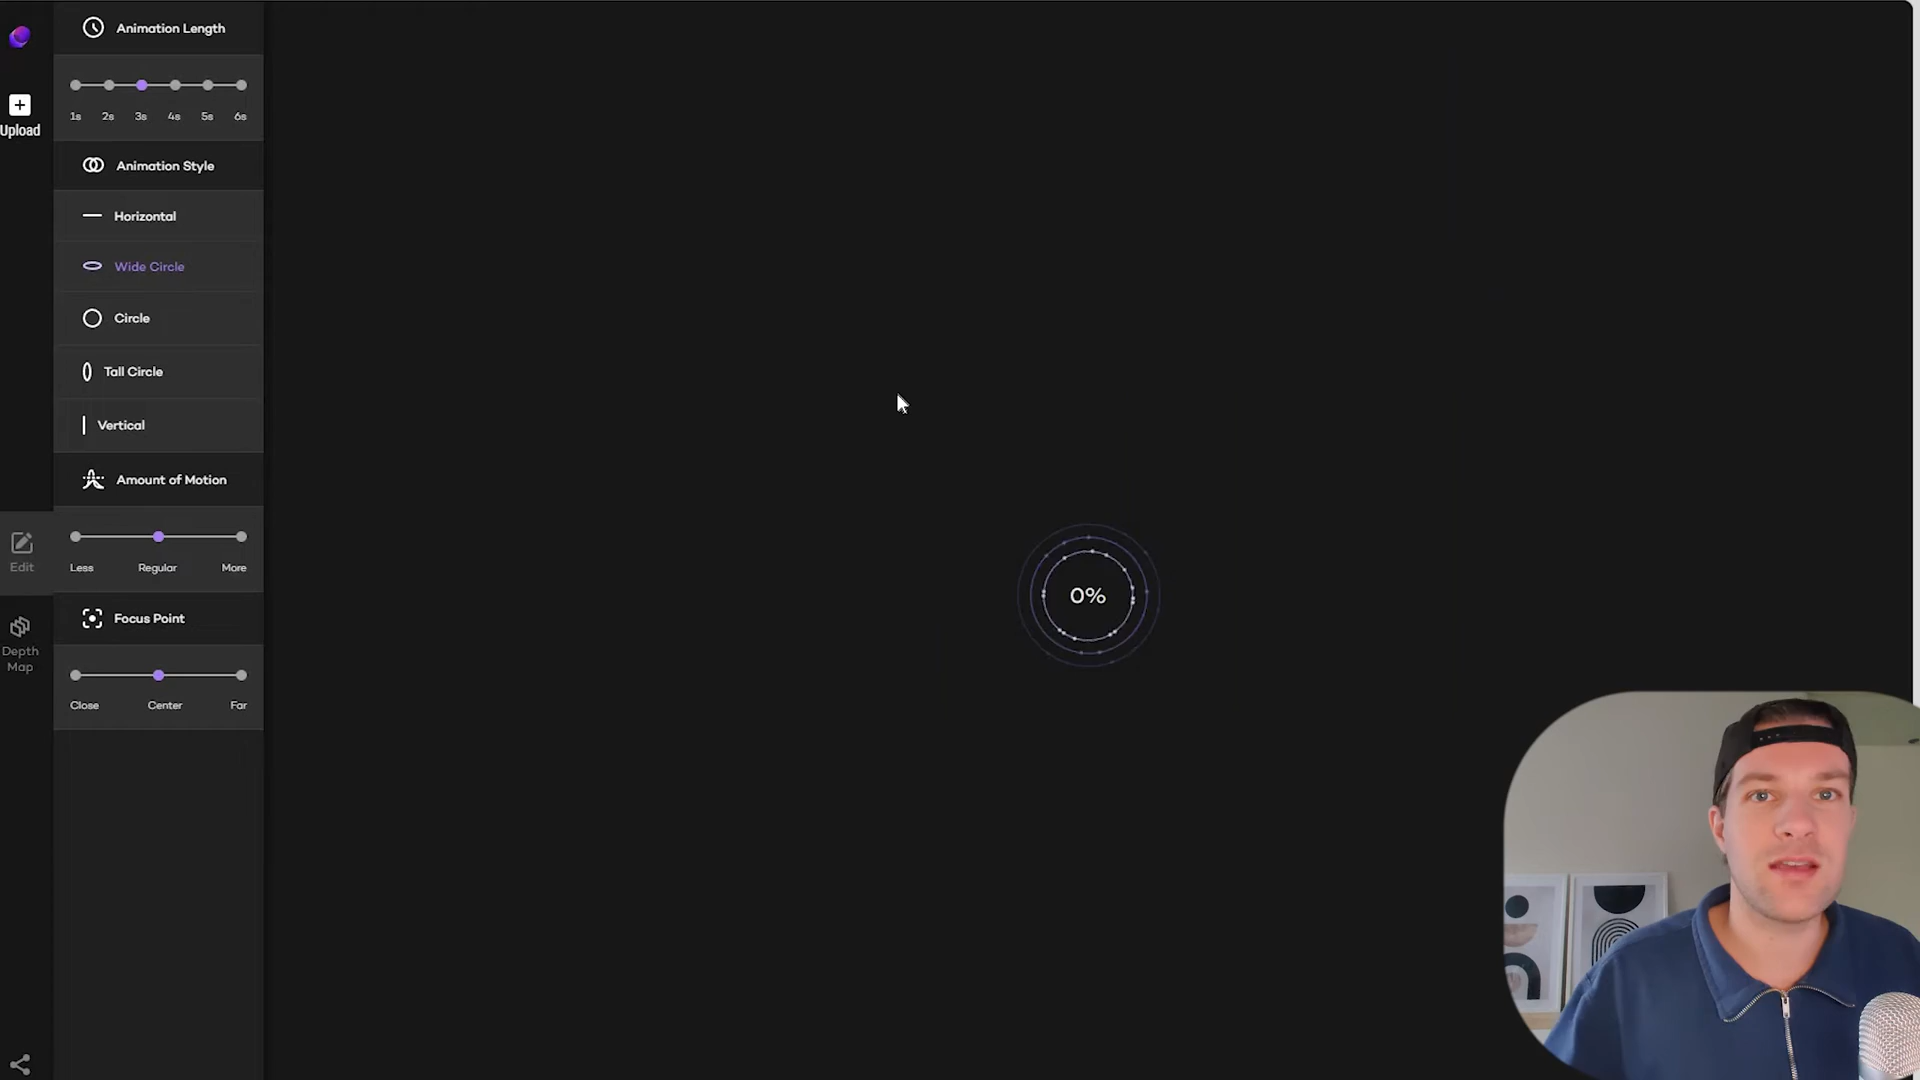 Animation Length
1s 2s 3s 4s 5s 6s
Upload
Animation Style
Horizontal
Wide Circle
Circle
Tall Circle
Vertical
Amount of Motion
Less Regular More
Edit
Focus Point
Close Center Far
Depth
Map
0%